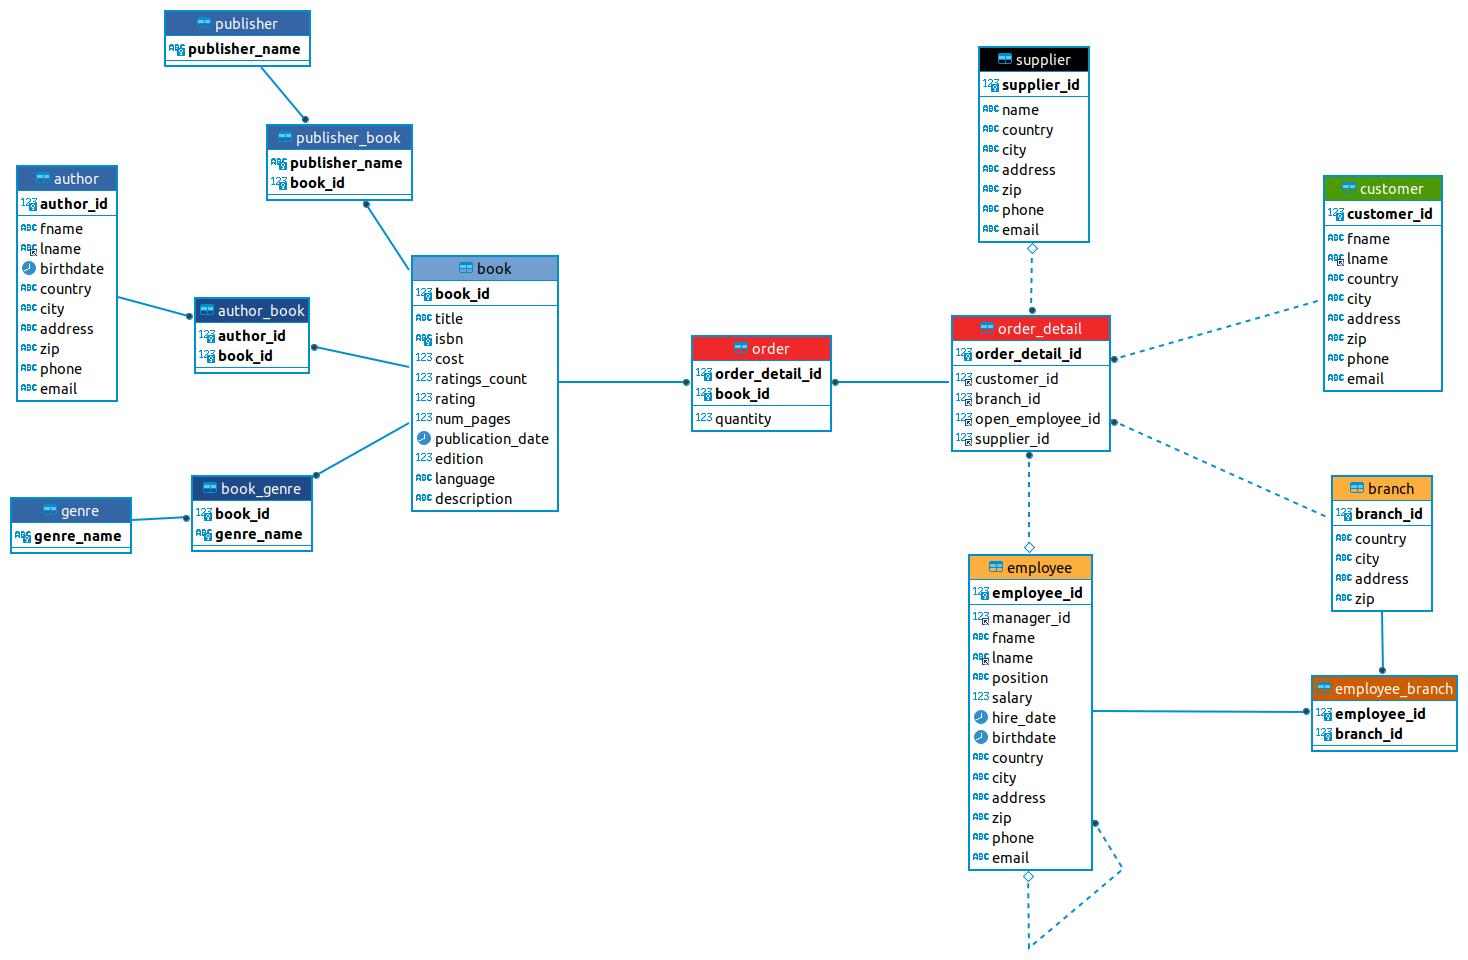 publisher
publisher_name
publisher_book
publisher_name
book_id
author
author_id
fname
lname
birthdate
country
city
address
zip
phone
email
author_book
author_id
book_id
genre
genre_name
book_genre
book_id
genre_name
book
book_id
title
isbn
cost
ratings_count
rating
num_pages
publication_date
edition
language
description
order
order_detail_id
book_id
quantity
supplier
supplier_id
name
country
city
address
zip
phone
email
order_detail
order_detail_id
customer_id
branch_id
open_employee_id
supplier_id
customer
customer_id
fname
lname
country
city
address
zip
phone
email
branch
branch_id
country
city
address
zip
employee
employee_id
manager_id
fname
lname
position
salary
hire_date
birthdate
country
city
address
zip
phone
email
employee_branch
employee_id
branch_id